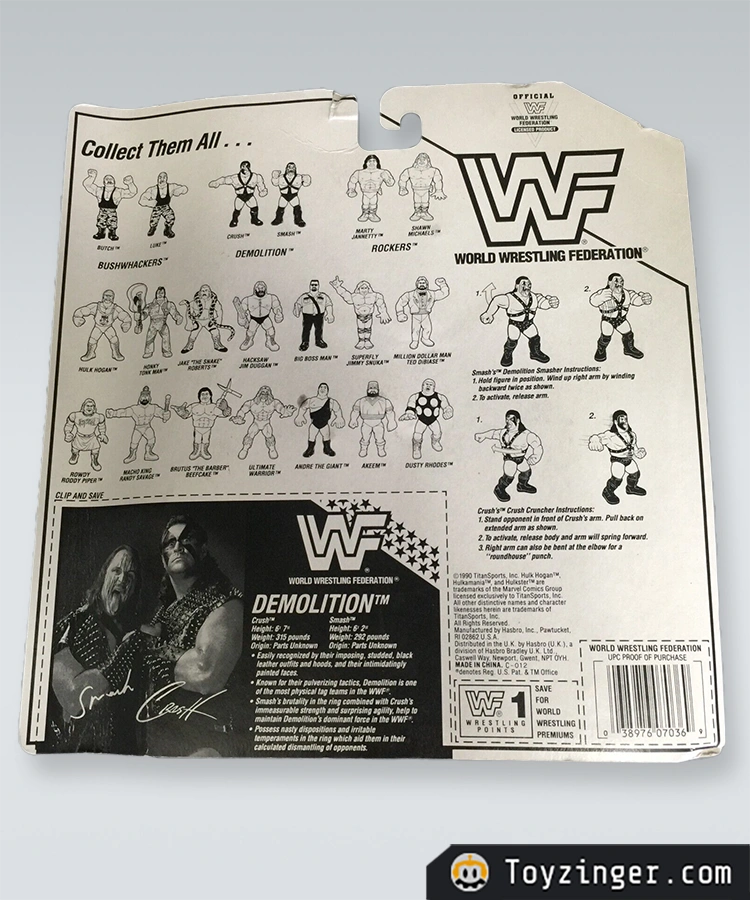 Collect Them All . . .
OFFICIAL
WF
WORLD WRESTLING
FEDERATION
LICENSED PRODUCT
WF
WORLD WRESTLING FEDERATION®
BUTCH™
LUKE™
BUSHWHACKERS™
CRUSH™
SMASH™
DEMOLITION™
MARTY
JANNETTY™
SHAWN
MICHAELS™
ROCKERS™
HULK HOGAN™
HONKY
TONK MAN™
JAKE "THE SNAKE"
ROBERTS™
HACKSAW
JIM DUGGAN™
BIG BOSS MAN™
SUPERFLY
JIMMY SNUKA™
MILLION DOLLAR MAN
TED DIBIASE™
ROWDY
RODDY PIPER™
MACHO KING
RANDY SAVAGE™
BRUTUS "THE BARBER"
BEEFCAKE™
ULTIMATE
WARRIOR™
ANDRE THE GIANT™
AKEEM™
DUSTY RHODES™
1.
2.
Smash's™ Demolition Smasher Instructions:
1. Hold figure in position. Wind up right arm by winding
backward twice as shown.
2. To activate, release arm.
1.
2.
Crush's™ Crush Cruncher Instructions:
1. Stand opponent in front of Crush's arm. Pull back on
extended arm as shown.
2. To activate, release body and arm will spring forward.
3. Right arm can also be bent at the elbow for a
"roundhouse" punch.
CLIP AND SAVE
WF
WORLD WRESTLING FEDERATION®
DEMOLITION™
Crush™
Height: 6' 7"
Weight: 315 pounds
Origin: Parts Unknown
Smash™
Height: 6' 2"
Weight: 292 pounds
Origin: Parts Unknown
• Easily recognized by their imposing, studded, black
leather outfits and hoods, and their intimidatingly
painted faces.
• Known for their pulverizing tactics, Demolition is one
of the most physical tag teams in the WWF®.
• Smash's brutality in the ring combined with Crush's
immeasurable strength and surprising agility, help to
maintain Demolition's dominant force in the WWF®.
• Possess nasty dispositions and irritable
temperaments in the ring which aid them in their
calculated dismantling of opponents.
Smash
Crush
©1990 TitanSports, Inc. Hulk Hogan™,
Hulkamania™, and Hulkster™ are
trademarks of the Marvel Comics Group
licensed exclusively to TitanSports, Inc.
All other distinctive names and character
likenesses herein are trademarks of
Titansports, Inc.
All Rights Reserved.
Manufactured by Hasbro, Inc., Pawtucket,
RI 02862 U.S.A.
Distributed in the U.K. by Hasbro (U.K.), a
division of Hasbro Bradley U.K. Ltd.,
Caswell Way, Newport, Gwent, NPT OYH.
MADE IN CHINA. C-012
*denotes Reg. U.S. Pat. & TM Office
WF 1
WRESTLING
POINTS
SAVE
FOR
WORLD
WRESTLING
PREMIUMS
WORLD WRESTLING FEDERATION
UPC PROOF OF PURCHASE
0 38976 07036 9
Toyzinger.com